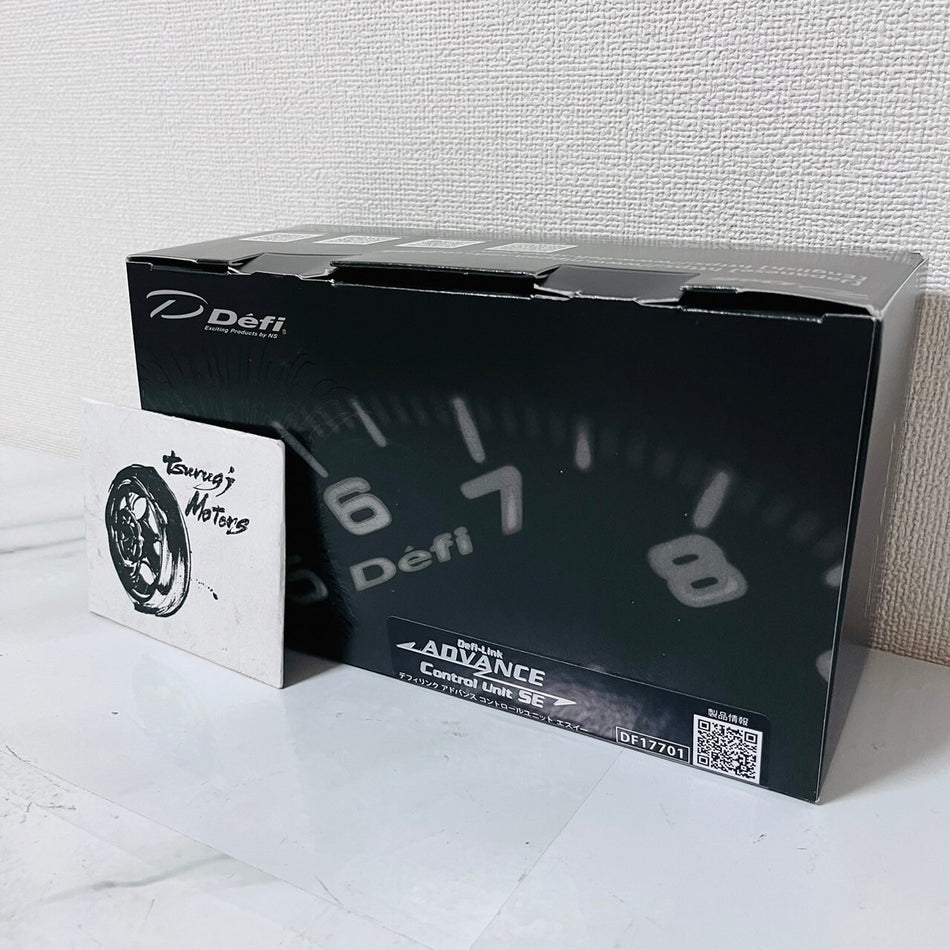 Défi
Exciting Products by NS
Tsurugi
Motors
6
7
8
Défi
Defi-Link
ADVANCE
Control Unit SE
デフィリンク アドバンス コントロールユニット エスイー
DF17701
製品情報